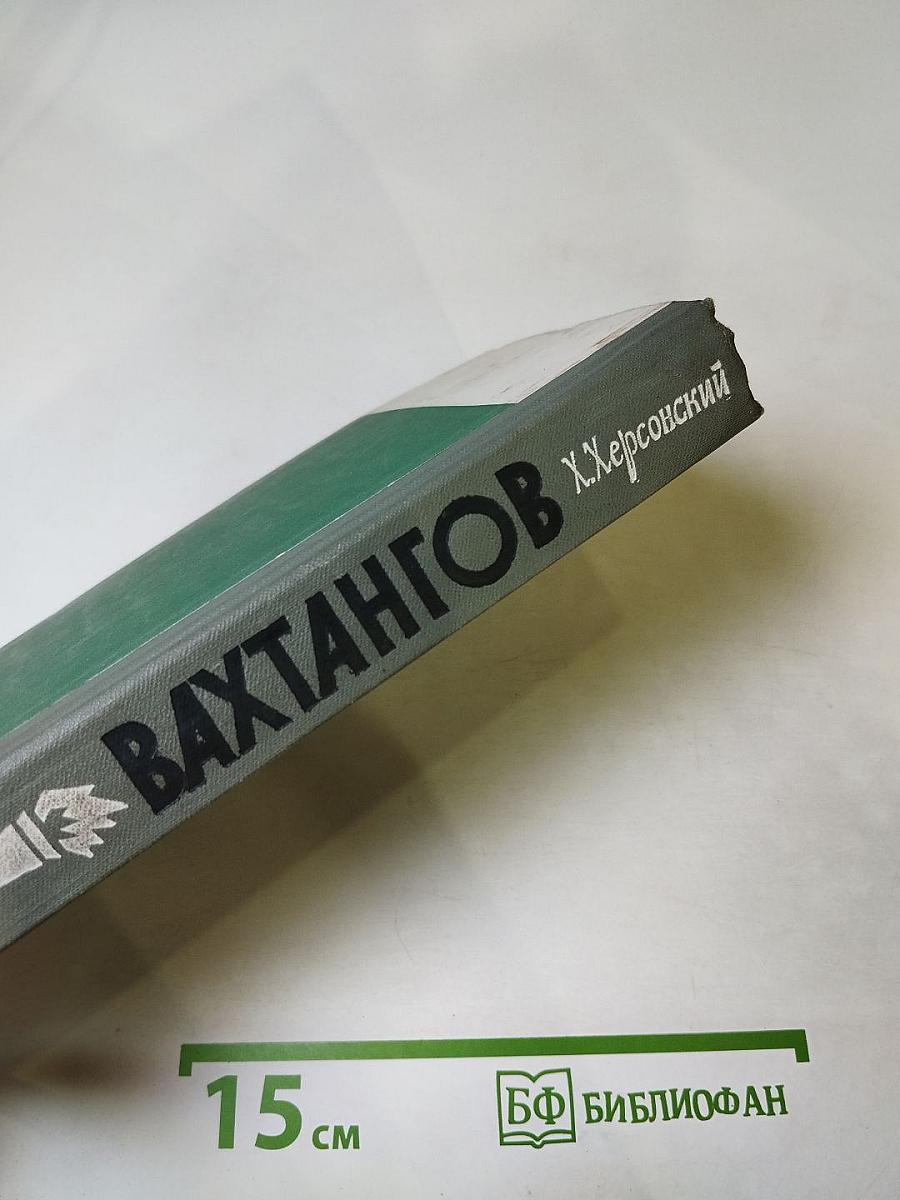 Х.Херсонский
ВАХТАНГОВ
15 см
БФ БИБЛИОФАН